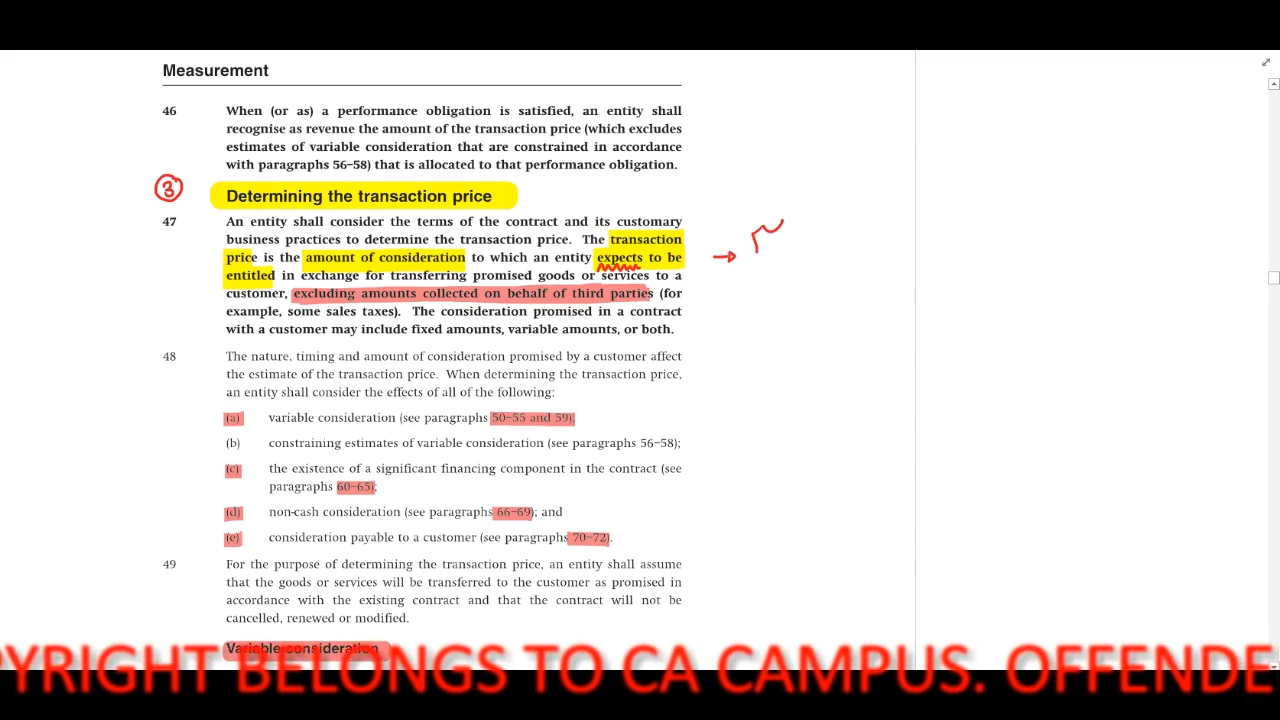 Measurement
46 When (or as) a performance obligation is satisfied, an entity shall
recognise as revenue the amount of the transaction price (which excludes
estimates of variable consideration that are constrained in accordance
with paragraphs 56–58) that is allocated to that performance obligation.
3 Determining the transaction price
47 An entity shall consider the terms of the contract and its customary
business practices to determine the transaction price. The transaction
price is the amount of consideration to which an entity expects to be
entitled in exchange for transferring promised goods or services to a
customer, excluding amounts collected on behalf of third parties (for
example, some sales taxes). The consideration promised in a contract
with a customer may include fixed amounts, variable amounts, or both.
48 The nature, timing and amount of consideration promised by a customer affect
the estimate of the transaction price. When determining the transaction price,
an entity shall consider the effects of all of the following:
(a) variable consideration (see paragraphs 50–55 and 59);
(b) constraining estimates of variable consideration (see paragraphs 56–58);
(c) the existence of a significant financing component in the contract (see
paragraphs 60–65);
(d) non-cash consideration (see paragraphs 66–69); and
(e) consideration payable to a customer (see paragraphs 70–72).
49 For the purpose of determining the transaction price, an entity shall assume
that the goods or services will be transferred to the customer as promised in
accordance with the existing contract and that the contract will not be
cancelled, renewed or modified.
Variable consideration
PYRIGHT BELONGS TO CA CAMPUS. OFFENDE